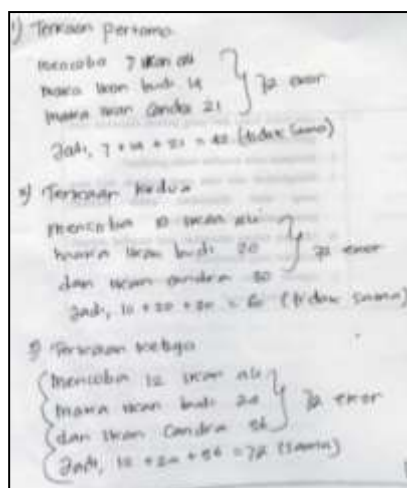 1) Terkaan Pertama
mencoba 7 ikan ali
maka ikan budi 14
maka ikan Candra 21
72 ekor
Jadi, 7 + 14 + 21 = 42 (tidak sama)
2) Terkaan kedua
mencoba 10 ikan ali
maka ikan budi 20
dan ikan candra 30
72 ekor
Jadi, 10 + 20 + 30 = 60 (tidak sama)
3) Terkaan ketiga
mencoba 12 ikan ali
maka ikan budi 24
dan ikan Candra 36
72 ekor
Jadi, 12 + 24 + 36 = 72 (sama)